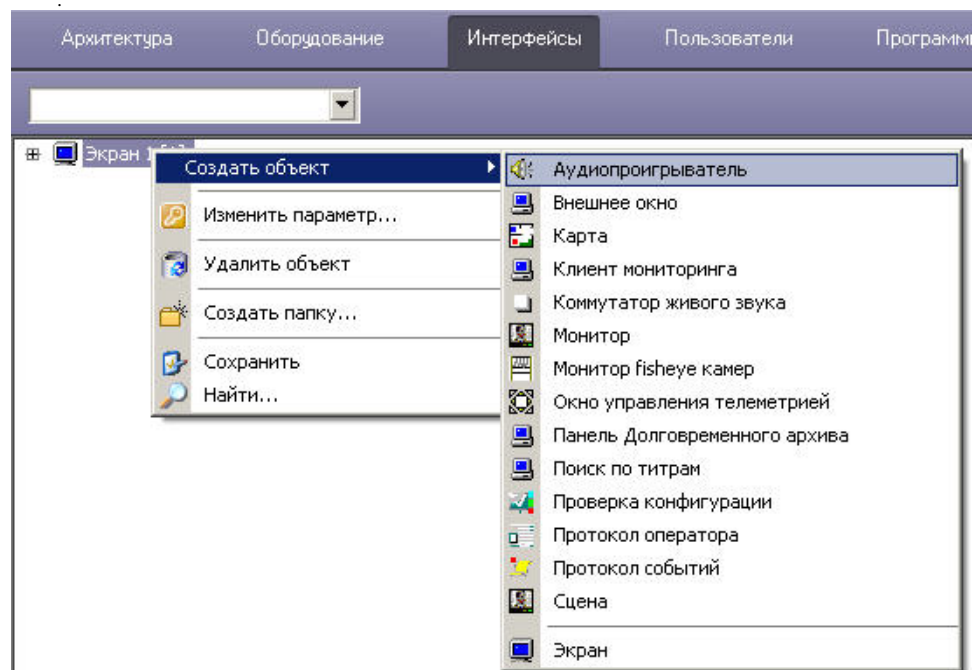 Архитектура Оборудование Интерфейсы Пользователи
Экран 1
Создать объект
Изменить параметр...
Удалить объект
Создать папку...
Сохранить
Найти...
Аудиопроигрыватель
Внешнее окно
Карта
Клиент мониторинга
Коммутатор живого звука
Монитор
Монитор fisheye камер
Окно управления телеметрией
Панель Долговременного архива
Поиск по титрам
Проверка конфигурации
Протокол оператора
Протокол событий
Сцена
Экран